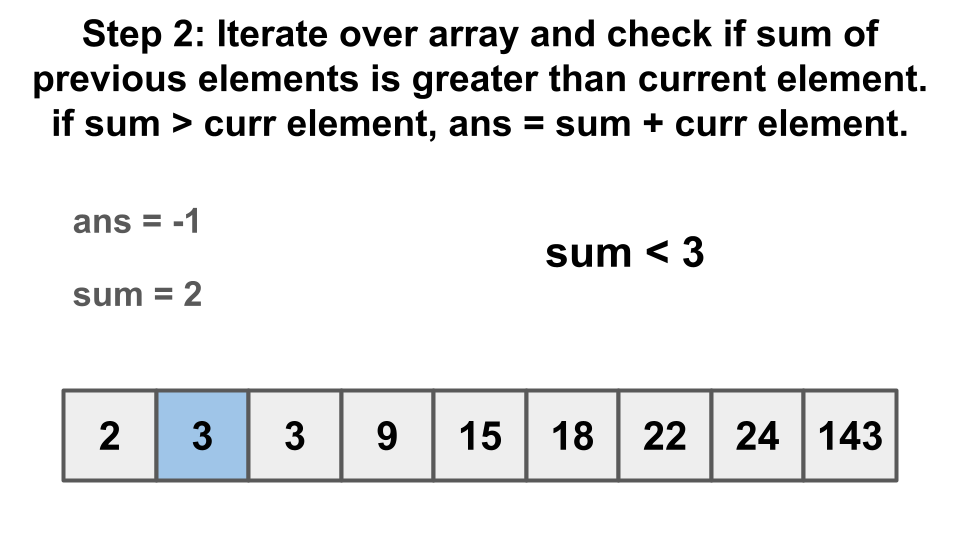 Step 2: Iterate over array and check if sum of
previous elements is greater than current element.
if sum > curr element, ans = sum + curr element.
ans = -1
sum < 3
sum = 2
2 3 3 9 15 18 22 24 143